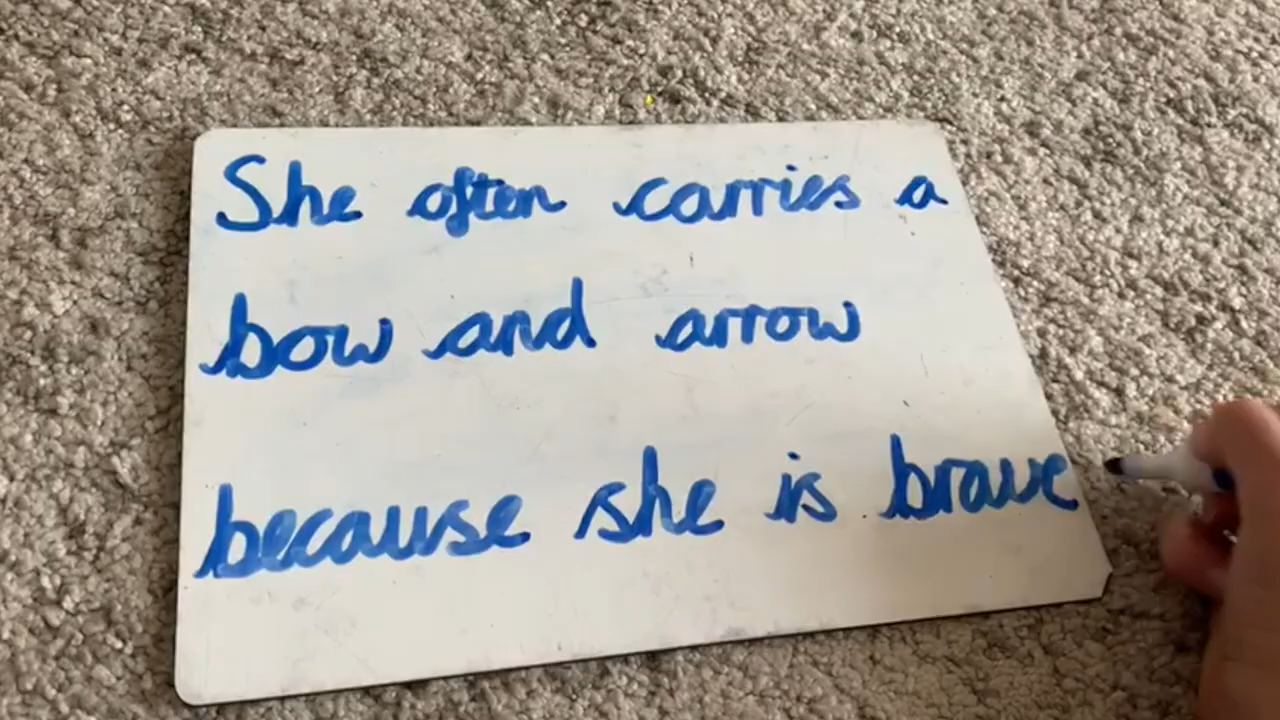 She often carries a
bow and arrow
because she is brave